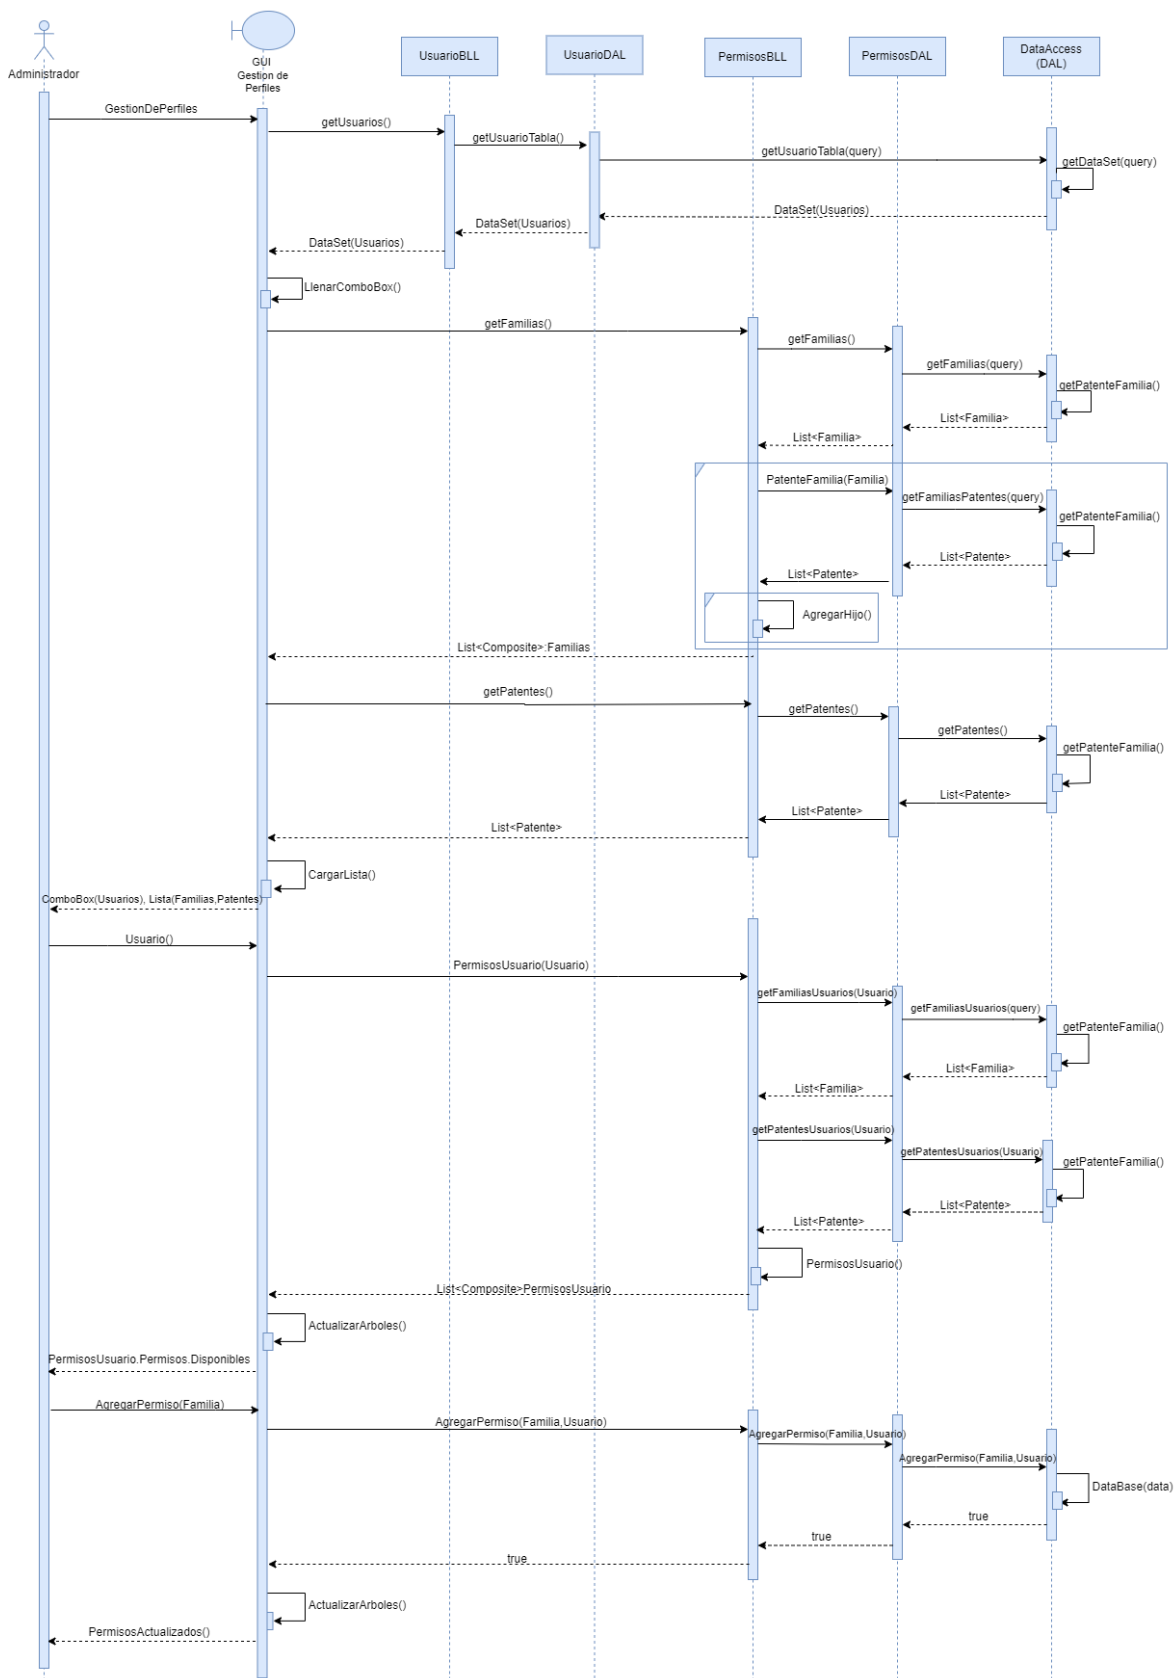 Administrador
GUI
Gestion de
Perfiles
UsuarioBLL
UsuarioDAL
PermisosBLL
PermisosDAL
DataAccess
(DAL)
GestionDePerfiles
getUsuarios()
getUsuarioTabla()
getUsuarioTabla(query)
getDataSet(query)
DataSet(Usuarios)
DataSet(Usuarios)
DataSet(Usuarios)
LlenarComboBox()
getFamilias()
getFamilias()
getFamilias(query)
getPatenteFamilia()
List<Familia>
List<Familia>
PatenteFamilia(Familia)
getFamiliasPatentes(query)
getPatenteFamilia()
List<Patente>
List<Patente>
AgregarHijo()
List<Composite>:Familias
getPatentes()
getPatentes()
getPatentes()
getPatenteFamilia()
List<Patente>
List<Patente>
List<Patente>
CargarLista()
ComboBox(Usuarios), Lista(Familias,Patentes)
Usuario()
PermisosUsuario(Usuario)
getFamiliasUsuarios(Usuario)
getFamiliasUsuarios(query)
getPatenteFamilia()
List<Familia>
List<Familia>
getPatentesUsuarios(Usuario)
getPatentesUsuarios(Usuario)
getPatenteFamilia()
List<Patente>
List<Patente>
PermisosUsuario()
List<Composite>PermisosUsuario
ActualizarArboles()
PermisosUsuario.Permisos.Disponibles
AgregarPermiso(Familia)
AgregarPermiso(Familia,Usuario)
AgregarPermiso(Familia,Usuario)
AgregarPermiso(Familia,Usuario)
DataBase(data)
true
true
true
ActualizarArboles()
PermisosActualizados()